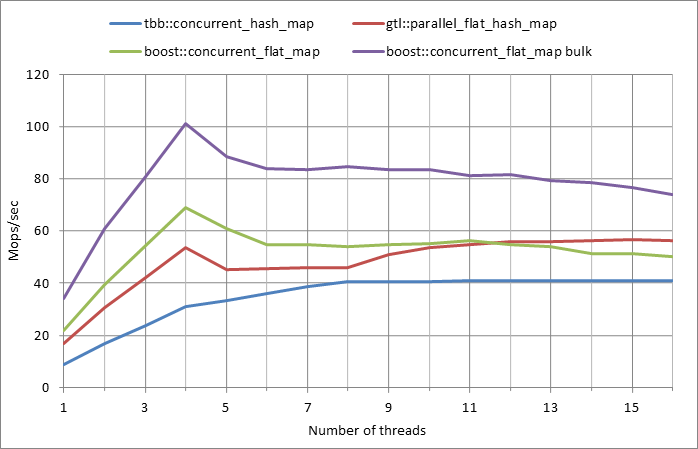 tbb::concurrent_hash_map gtl::parallel_flat_hash_map
boost::concurrent_flat_map boost::concurrent_flat_map bulk
120
100
80
60
40
20
0
Mops/sec
1 3 5 7 9 11 13 15
Number of threads